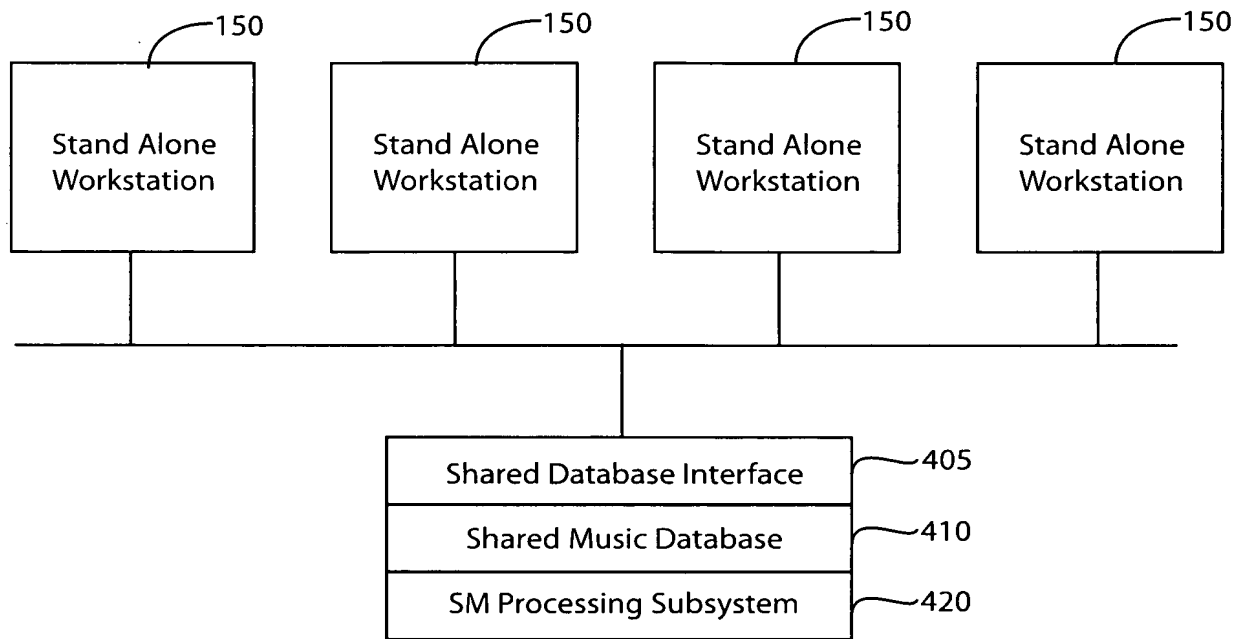 150 150 150 150
Stand Alone Stand Alone Stand Alone Stand Alone
Workstation Workstation Workstation Workstation
Shared Database Interface 405
Shared Music Database 410
SM Processing Subsystem 420